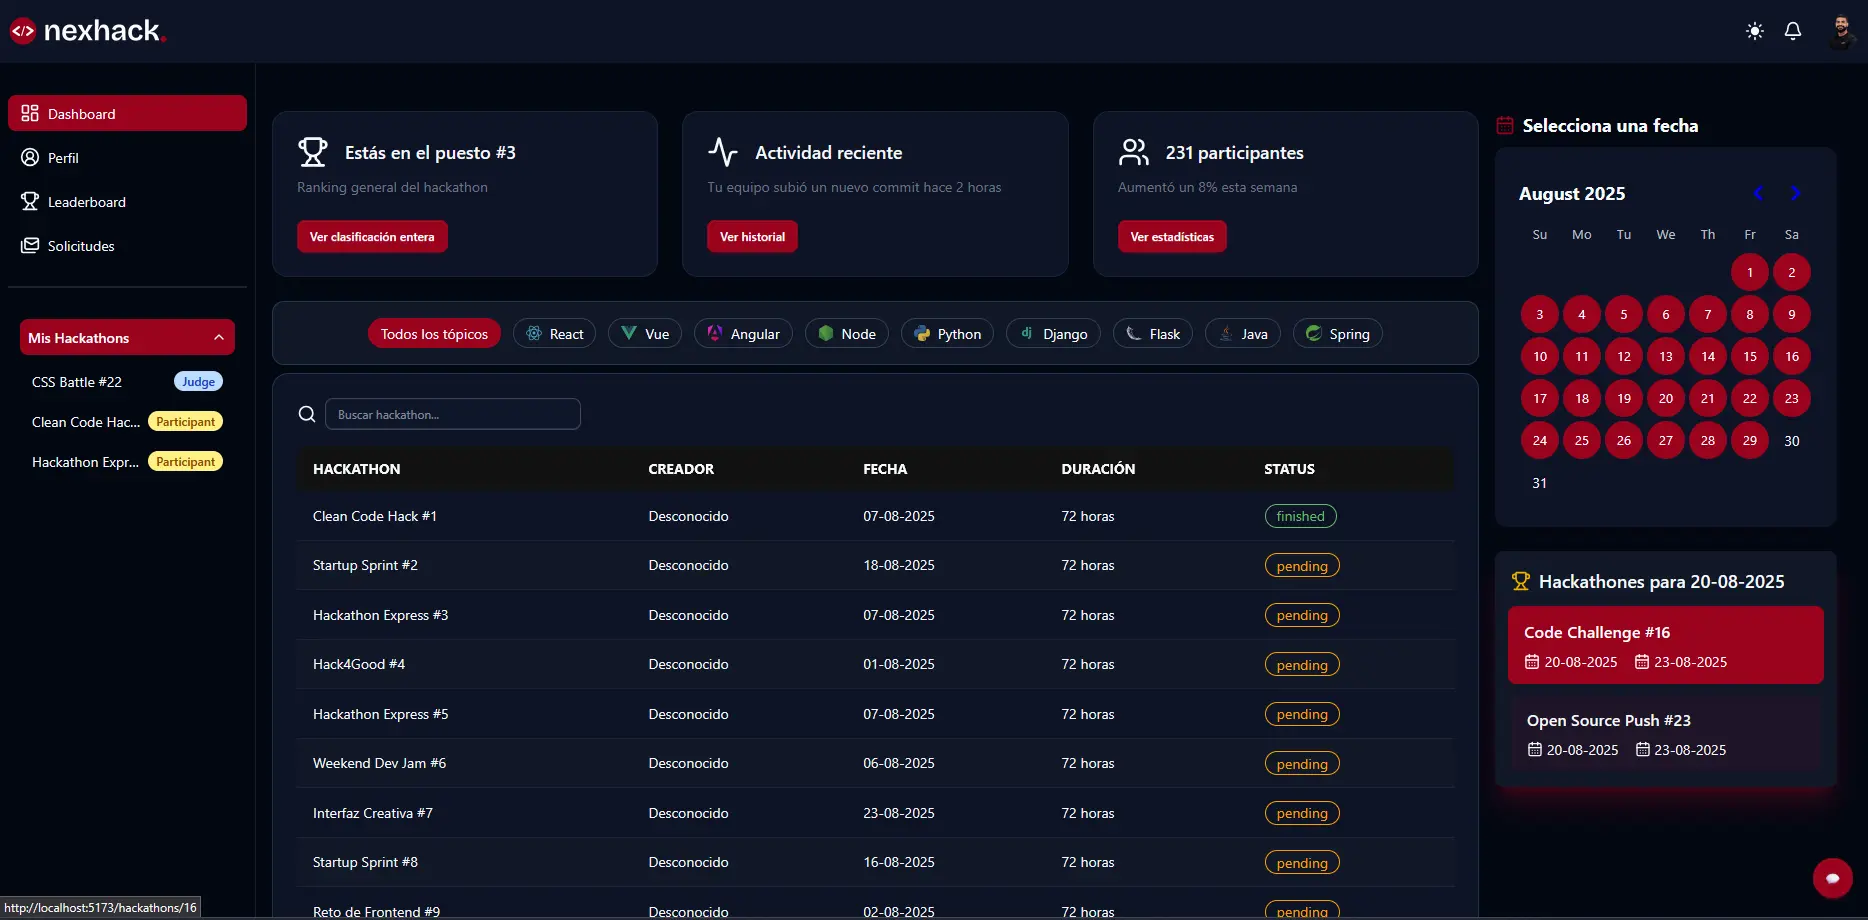 </> nexhack.
Dashboard
Perfil
Leaderboard
Solicitudes
Mis Hackathons
CSS Battle #22 Judge
Clean Code Hac... Participant
Hackathon Expr... Participant
Estás en el puesto #3
Ranking general del hackathon
Ver clasificación entera
Actividad reciente
Tu equipo subió un nuevo commit hace 2 horas
Ver historial
231 participantes
Aumentó un 8% esta semana
Ver estadísticas
Todos los tópicos React Vue Angular Node Python dj Django Flask Java Spring
Buscar hackathon...
HACKATHON CREADOR FECHA DURACIÓN STATUS
Clean Code Hack #1 Desconocido 07-08-2025 72 horas finished
Startup Sprint #2 Desconocido 18-08-2025 72 horas pending
Hackathon Express #3 Desconocido 07-08-2025 72 horas pending
Hack4Good #4 Desconocido 01-08-2025 72 horas pending
Hackathon Express #5 Desconocido 07-08-2025 72 horas pending
Weekend Dev Jam #6 Desconocido 06-08-2025 72 horas pending
Interfaz Creativa #7 Desconocido 23-08-2025 72 horas pending
Startup Sprint #8 Desconocido 16-08-2025 72 horas pending
Reto de Frontend #9 Desconocido 02-08-2025 72 horas pending
Selecciona una fecha
August 2025
Su Mo Tu We Th Fr Sa
1 2
3 4 5 6 7 8 9
10 11 12 13 14 15 16
17 18 19 20 21 22 23
24 25 26 27 28 29 30
31
Hackathones para 20-08-2025
Code Challenge #16
20-08-2025 23-08-2025
Open Source Push #23
20-08-2025 23-08-2025
http://localhost:5173/hackathons/16